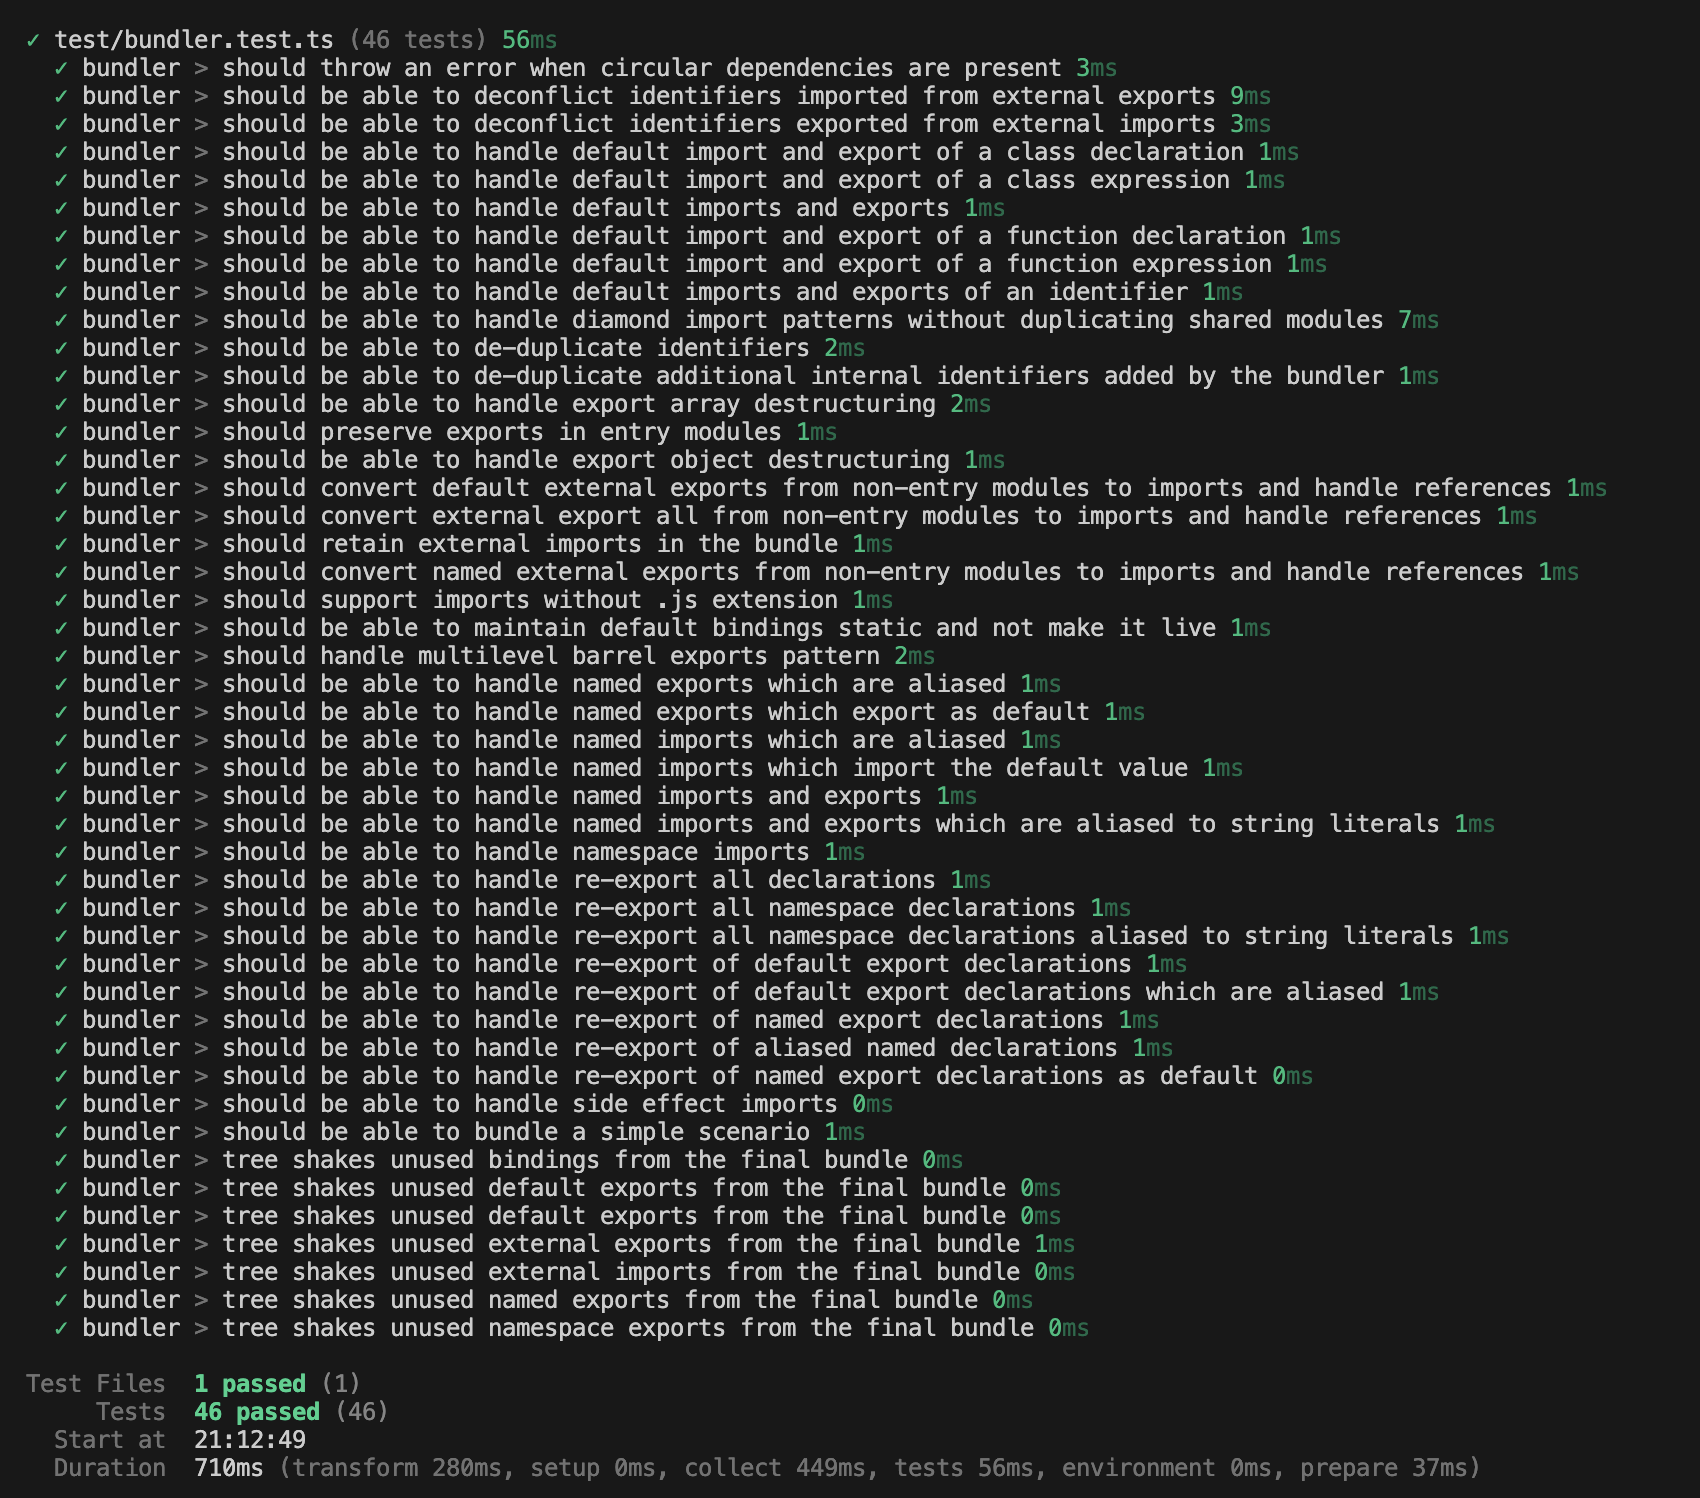 ✓ test/bundler.test.ts (46 tests) 56ms
✓ bundler > should throw an error when circular dependencies are present 3ms
✓ bundler > should be able to deconflict identifiers imported from external exports 9ms
✓ bundler > should be able to deconflict identifiers exported from external imports 3ms
✓ bundler > should be able to handle default import and export of a class declaration 1ms
✓ bundler > should be able to handle default import and export of a class expression 1ms
✓ bundler > should be able to handle default imports and exports 1ms
✓ bundler > should be able to handle default import and export of a function declaration 1ms
✓ bundler > should be able to handle default import and export of a function expression 1ms
✓ bundler > should be able to handle default imports and exports of an identifier 1ms
✓ bundler > should be able to handle diamond import patterns without duplicating shared modules 7ms
✓ bundler > should be able to de-duplicate identifiers 2ms
✓ bundler > should be able to de-duplicate additional internal identifiers added by the bundler 1ms
✓ bundler > should be able to handle export array destructuring 2ms
✓ bundler > should preserve exports in entry modules 1ms
✓ bundler > should be able to handle export object destructuring 1ms
✓ bundler > should convert default external exports from non-entry modules to imports and handle references 1ms
✓ bundler > should convert external export all from non-entry modules to imports and handle references 1ms
✓ bundler > should retain external imports in the bundle 1ms
✓ bundler > should convert named external exports from non-entry modules to imports and handle references 1ms
✓ bundler > should support imports without .js extension 1ms
✓ bundler > should be able to maintain default bindings static and not make it live 1ms
✓ bundler > should handle multilevel barrel exports pattern 2ms
✓ bundler > should be able to handle named exports which are aliased 1ms
✓ bundler > should be able to handle named exports which export as default 1ms
✓ bundler > should be able to handle named imports which are aliased 1ms
✓ bundler > should be able to handle named imports which import the default value 1ms
✓ bundler > should be able to handle named imports and exports 1ms
✓ bundler > should be able to handle named imports and exports which are aliased to string literals 1ms
✓ bundler > should be able to handle namespace imports 1ms
✓ bundler > should be able to handle re-export all declarations 1ms
✓ bundler > should be able to handle re-export all namespace declarations 1ms
✓ bundler > should be able to handle re-export all namespace declarations aliased to string literals 1ms
✓ bundler > should be able to handle re-export of default export declarations 1ms
✓ bundler > should be able to handle re-export of default export declarations which are aliased 1ms
✓ bundler > should be able to handle re-export of named export declarations 1ms
✓ bundler > should be able to handle re-export of aliased named declarations 1ms
✓ bundler > should be able to handle re-export of named export declarations as default 0ms
✓ bundler > should be able to handle side effect imports 0ms
✓ bundler > should be able to bundle a simple scenario 1ms
✓ bundler > tree shakes unused bindings from the final bundle 0ms
✓ bundler > tree shakes unused default exports from the final bundle 0ms
✓ bundler > tree shakes unused default exports from the final bundle 0ms
✓ bundler > tree shakes unused external exports from the final bundle 1ms
✓ bundler > tree shakes unused external imports from the final bundle 0ms
✓ bundler > tree shakes unused named exports from the final bundle 0ms
✓ bundler > tree shakes unused namespace exports from the final bundle 0ms
Test Files 1 passed (1)
Tests 46 passed (46)
Start at 21:12:49
Duration 710ms (transform 280ms, setup 0ms, collect 449ms, tests 56ms, environment 0ms, prepare 37ms)